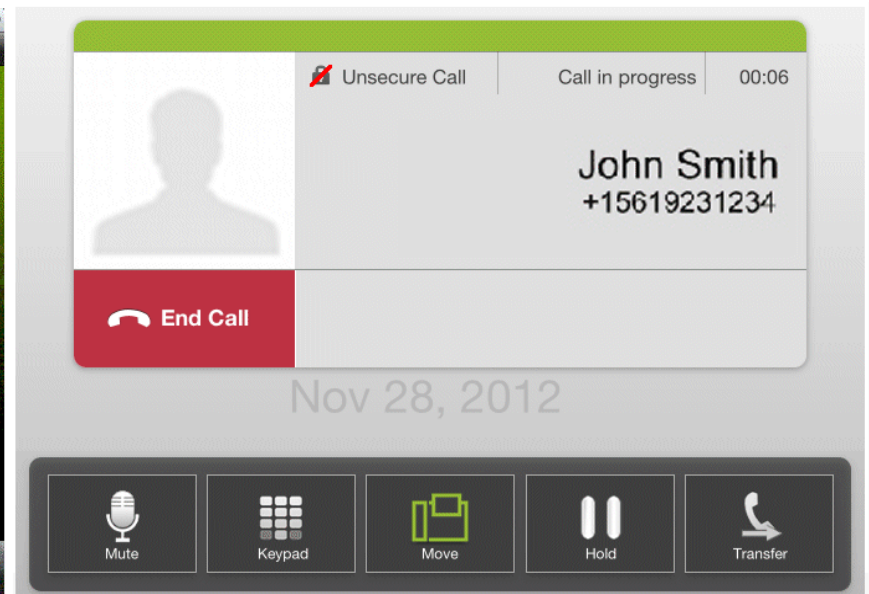 Unsecure Call Call in progress 00:06
John Smith
+15619231234
End Call
Nov 28, 2012
Mute Keypad Move Hold Transfer